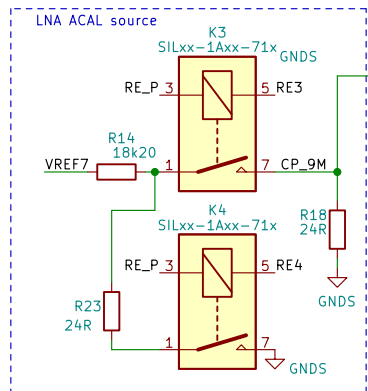 LNA ACAL source
K3
SILxx-1Axx-71x
GNDS
RE_P 3 5 RE3
R14
18k20
VREF7 1 7 CP_9M
K4
SILxx-1Axx-71x
R18
24R
RE_P 3 5 RE4
GNDS
R23
24R
1 7
GNDS